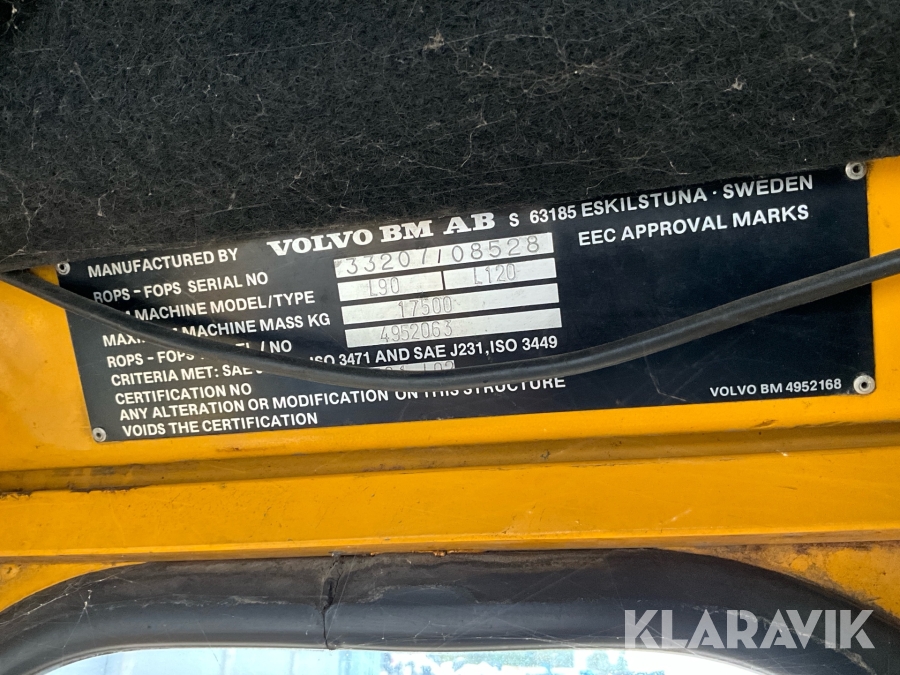 MANUFACTURED BY VOLVO BM AB S 63185 ESKILSTUNA · SWEDEN
ROPS - FOPS SERIAL NO 33207/08528 EEC APPROVAL MARKS
MACHINE MODEL/TYPE L90 L120
MACHINE MASS KG 17500
ROPS - FOPS / NO 4952063
CRITERIA MET: SAE ISO 3471 AND SAE J231, ISO 3449
CERTIFICATION NO L02
ANY ALTERATION OR MODIFICATION ON THIS STRUCTURE
VOIDS THE CERTIFICATION
VOLVO BM 4952168
KLARAVIK